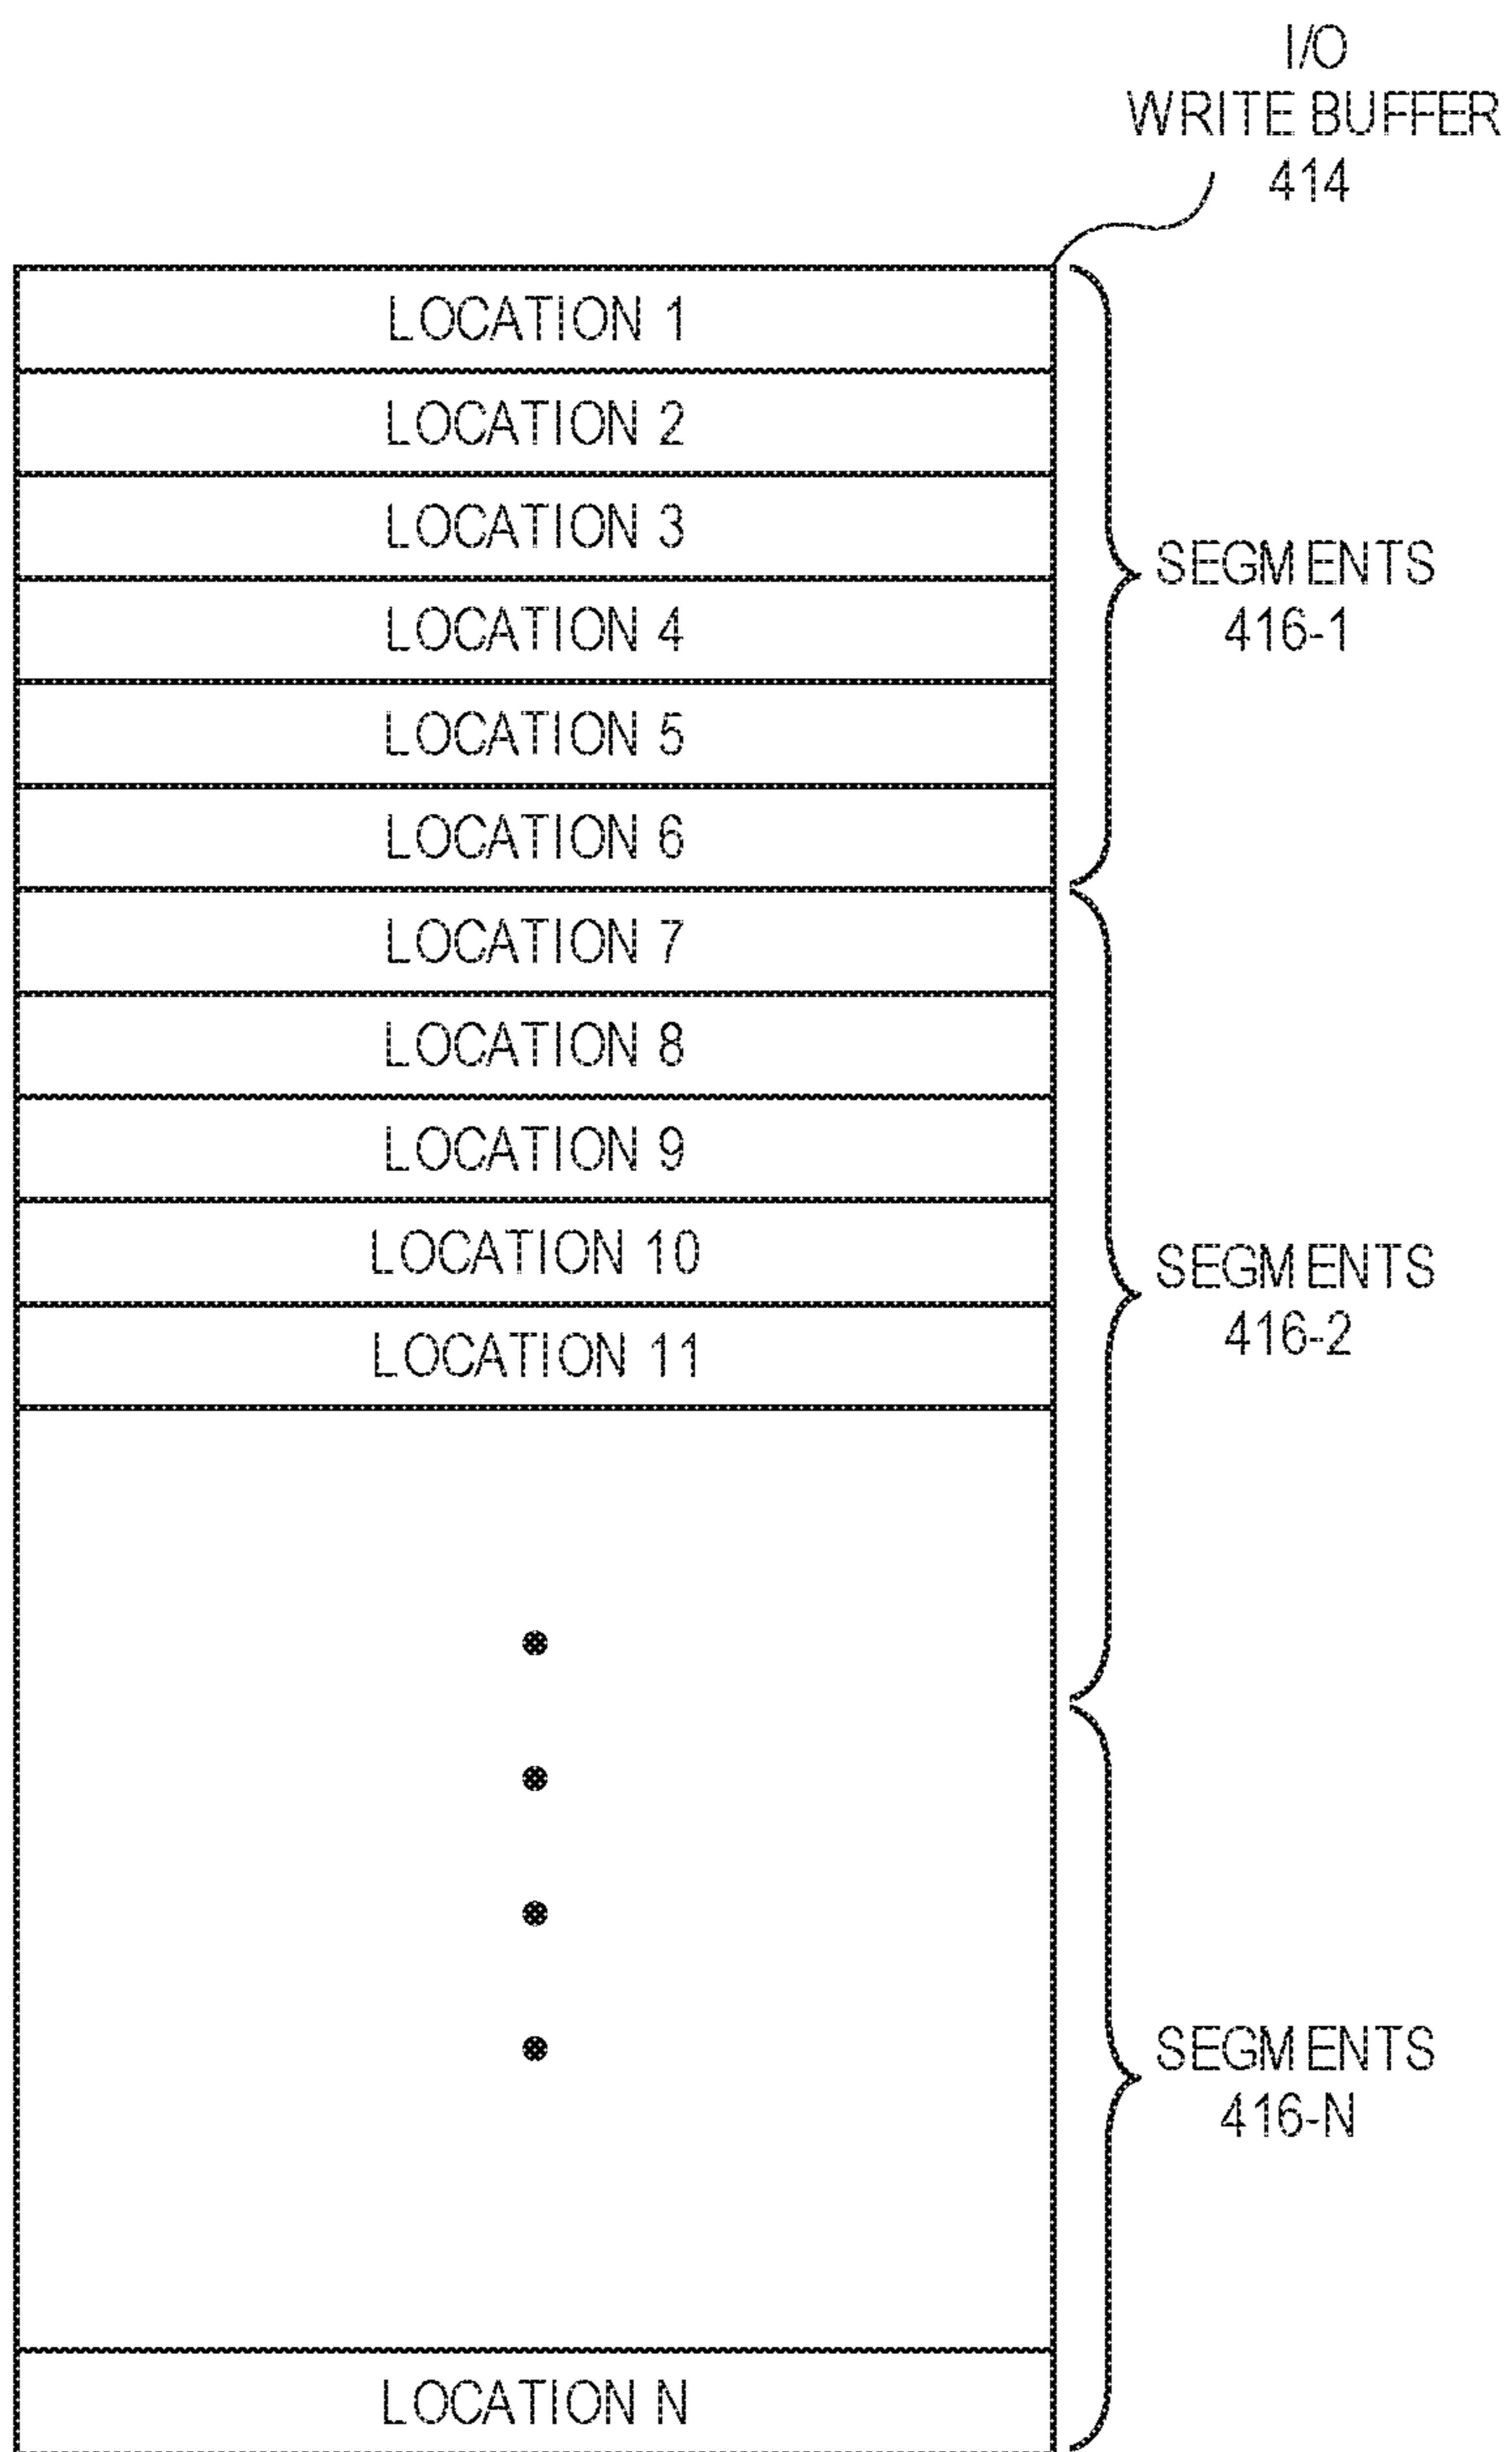 I/O
WRITE BUFFER
414
LOCATION 1
LOCATION 2
LOCATION 3
LOCATION 4
LOCATION 5
LOCATION 6
LOCATION 7
LOCATION 8
LOCATION 9
LOCATION 10
LOCATION 11
LOCATION N
SEGMENTS
416-1
SEGMENTS
416-2
SEGMENTS
416-N